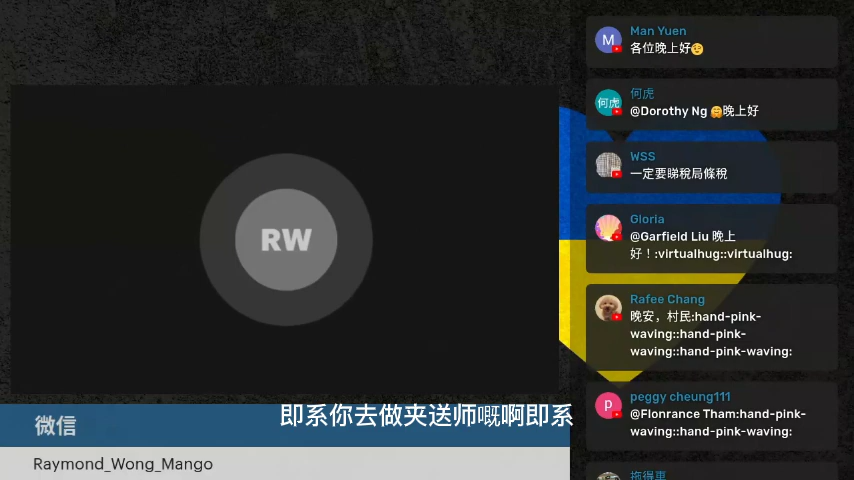 RW
即系你去做夹送师嘅啊即系
微信
Raymond_Wong_Mango
M
Man Yuen
各位晚上好😉
何虎
何虎
@Dorothy Ng 🤗晚上好
WSS
一定要睇稅局條稅
Gloria
@Garfield Liu 晚上
好！:virtualhug::virtualhug:
Rafee Chang
晚安，村民:hand-pink-
waving::hand-pink-
waving::hand-pink-waving:
p
peggy cheung111
@Flonrance Tham:hand-pink-
waving::hand-pink-waving: